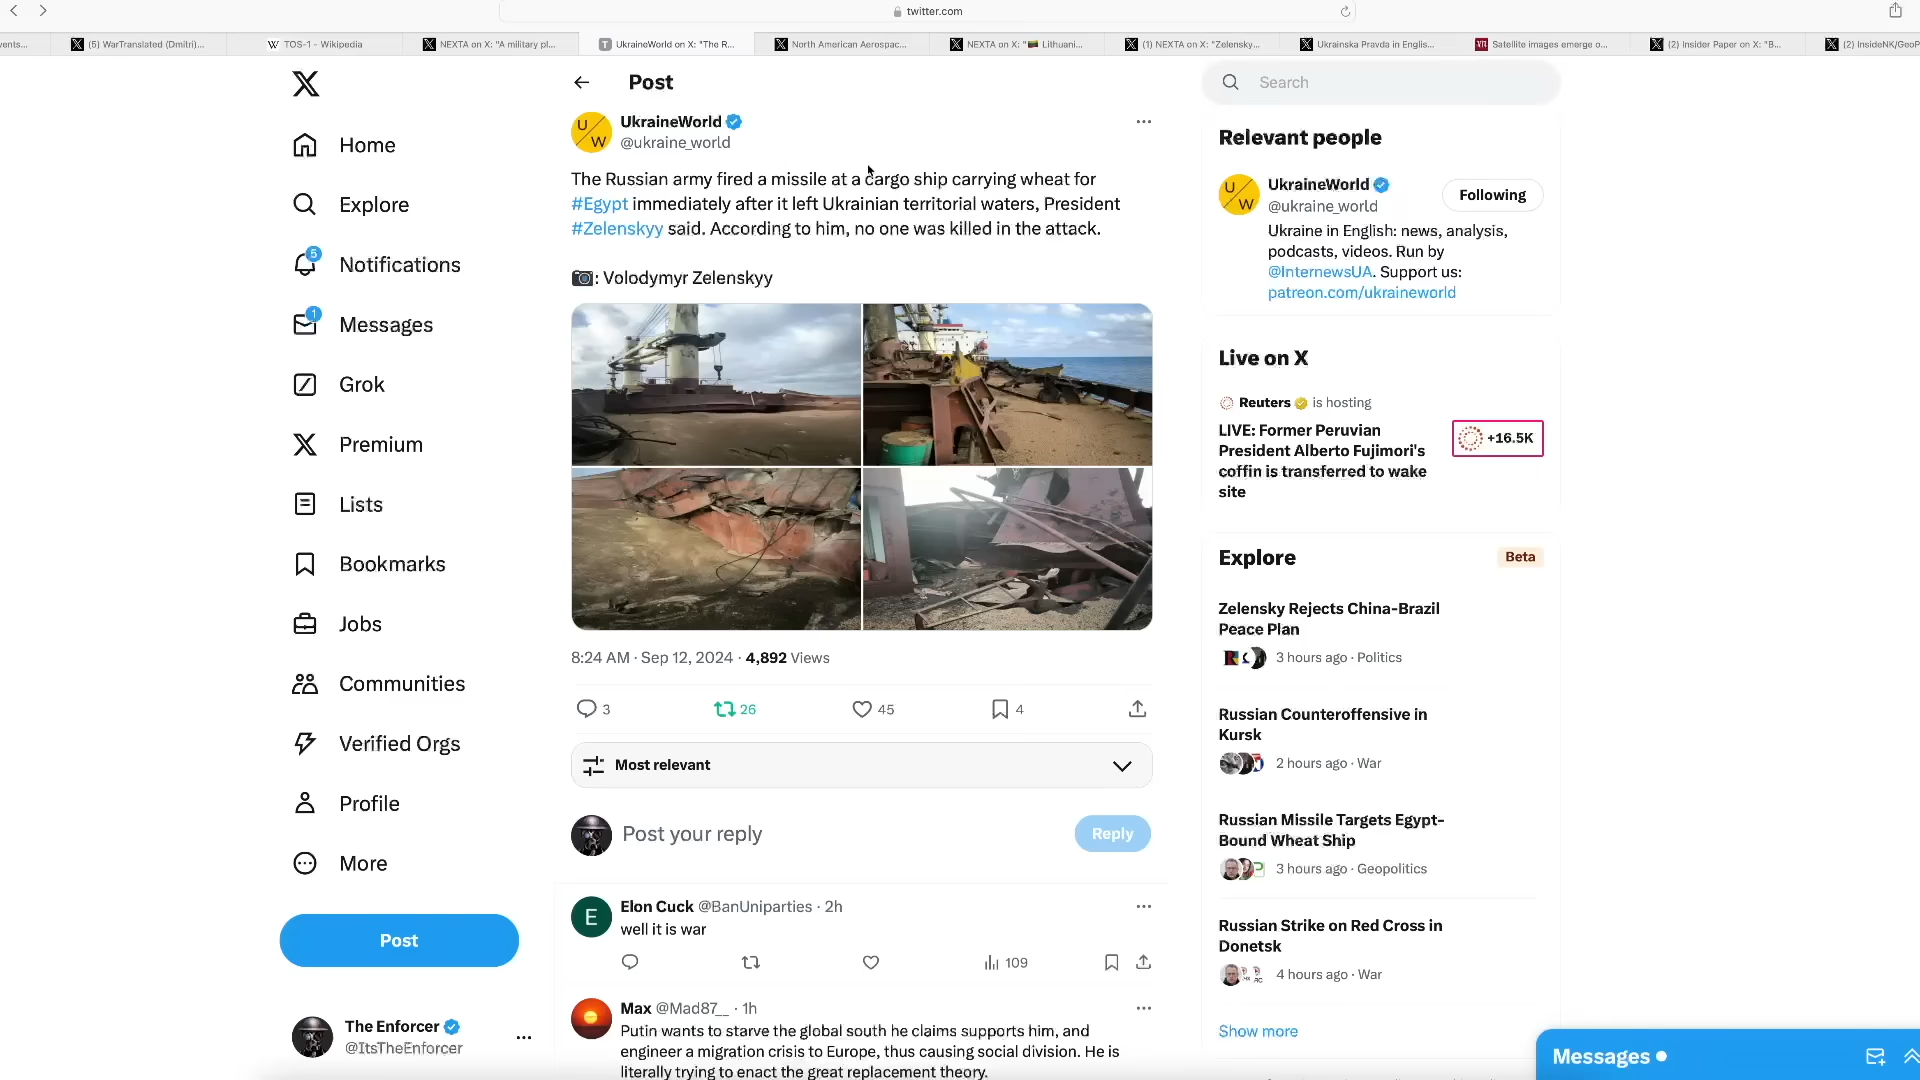 twitter.com
vents...
(5) WarTranslated (Dmitri)...
TOS-1 - Wikipedia
NEXTA on X: "A military pl...
UkraineWorld on X: "The R...
North American Aerospac...
NEXTA on X: "🇱🇹 Lithuani...
(1) NEXTA on X: "Zelensky...
Ukrainska Pravda in Englis...
Satellite images emerge o...
(2) Insider Paper on X: "B...
(2) InsideNK/GeoP
Home
Explore
5
Notifications
1
Messages
Grok
Premium
Lists
Bookmarks
Jobs
Communities
Verified Orgs
Profile
More
Post
The Enforcer
@ItsTheEnforcer
Post
U W
UkraineWorld
@ukraine_world
The Russian army fired a missile at a cargo ship carrying wheat for
#Egypt immediately after it left Ukrainian territorial waters, President
#Zelenskyy said. According to him, no one was killed in the attack.
📷: Volodymyr Zelenskyy
8:24 AM · Sep 12, 2024 · 4,892 Views
3
26
45
4
Most relevant
Post your reply
Reply
E
Elon Cuck @BanUniparties · 2h
well it is war
109
Max @Mad87__ · 1h
Putin wants to starve the global south he claims supports him, and
engineer a migration crisis to Europe, thus causing social division. He is
literally trying to enact the great replacement theory.
Search
Relevant people
U W
UkraineWorld
@ukraine_world
Following
Ukraine in English: news, analysis,
podcasts, videos. Run by
@InternewsUA. Support us:
patreon.com/ukraineworld
Live on X
Reuters is hosting
LIVE: Former Peruvian
President Alberto Fujimori's
coffin is transferred to wake
site
+16.5K
Explore
Beta
Zelensky Rejects China-Brazil
Peace Plan
3 hours ago · Politics
Russian Counteroffensive in
Kursk
2 hours ago · War
Russian Missile Targets Egypt-
Bound Wheat Ship
3 hours ago · Geopolitics
Russian Strike on Red Cross in
Donetsk
4 hours ago · War
Show more
Messages